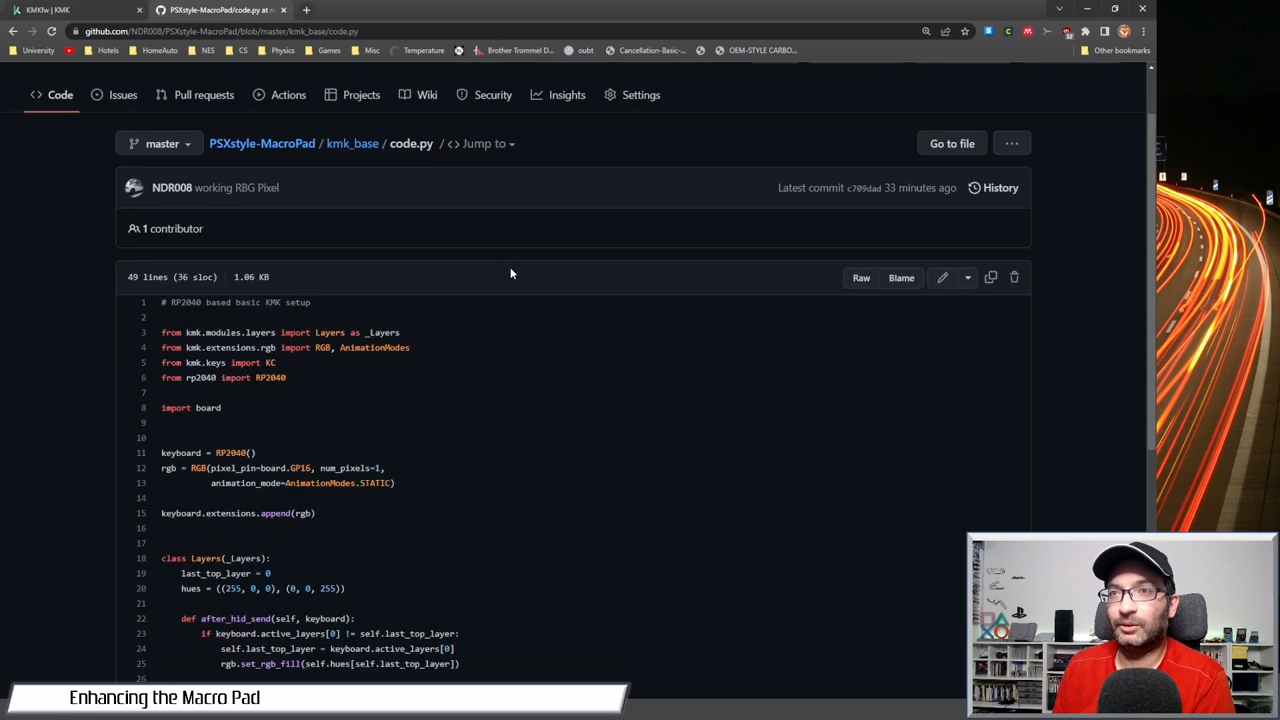 KMKfw | KMK
PSXstyle-MacroPad/code.py at m
github.com/NDR008/PSXstyle-MacroPad/blob/master/kmk_base/code.py
University
Hotels
HomeAuto
NES
CS
Physics
Games
Misc
Temperature
Brother Trommel D...
oubt
Cancellation-Basic-...
OEM-STYLE CARBO...
Other bookmarks
Code
Issues
Pull requests
Actions
Projects
Wiki
Security
Insights
Settings
master
PSXstyle-MacroPad / kmk_base / code.py / <> Jump to
Go to file
...
NDR008 working RBG Pixel
Latest commit c709dad 33 minutes ago
History
1 contributor
49 lines (36 sloc) 1.06 KB
Raw
Blame
1 # RP2040 based basic KMK setup
2
3 from kmk.modules.layers import Layers as _Layers
4 from kmk.extensions.rgb import RGB, AnimationModes
5 from kmk.keys import KC
6 from rp2040 import RP2040
7
8 import board
9
10
11 keyboard = RP2040()
12 rgb = RGB(pixel_pin=board.GP16, num_pixels=1,
13 animation_mode=AnimationModes.STATIC)
14
15 keyboard.extensions.append(rgb)
16
17
18 class Layers(_Layers):
19 last_top_layer = 0
20 hues = ((255, 0, 0), (0, 0, 255))
21
22 def after_hid_send(self, keyboard):
23 if keyboard.active_layers[0] != self.last_top_layer:
24 self.last_top_layer = keyboard.active_layers[0]
25 rgb.set_rgb_fill(self.hues[self.last_top_layer])
26
Enhancing the Macro Pad